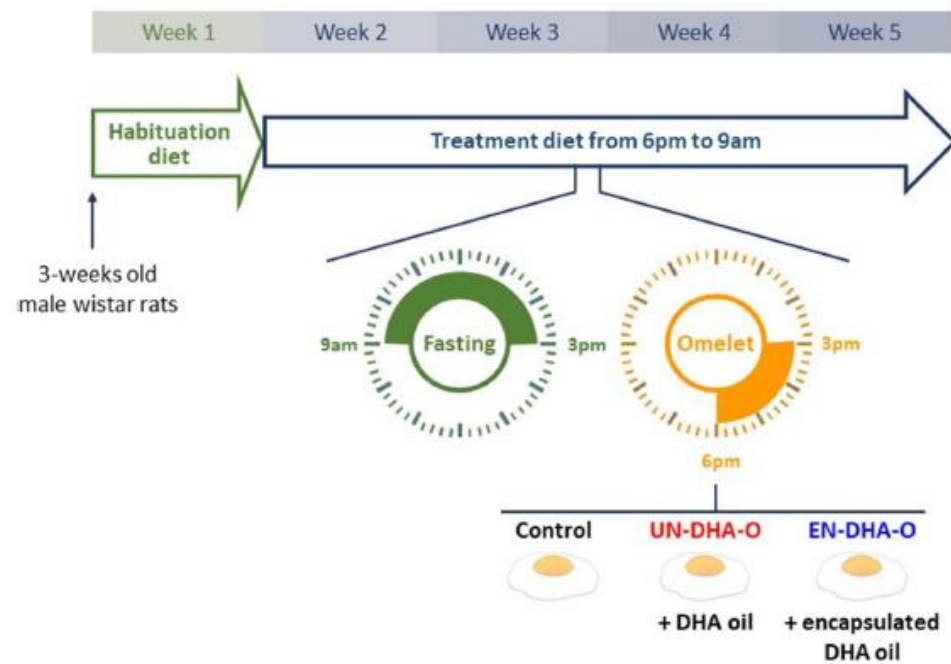 Week 1 Week 2 Week 3 Week 4 Week 5
Habituation
diet
Treatment diet from 6pm to 9am
3-weeks old
male wistar rats
9am Fasting 3pm
Omelet 3pm
6pm
Control UN-DHA-O EN-DHA-O
+ DHA oil + encapsulated
DHA oil